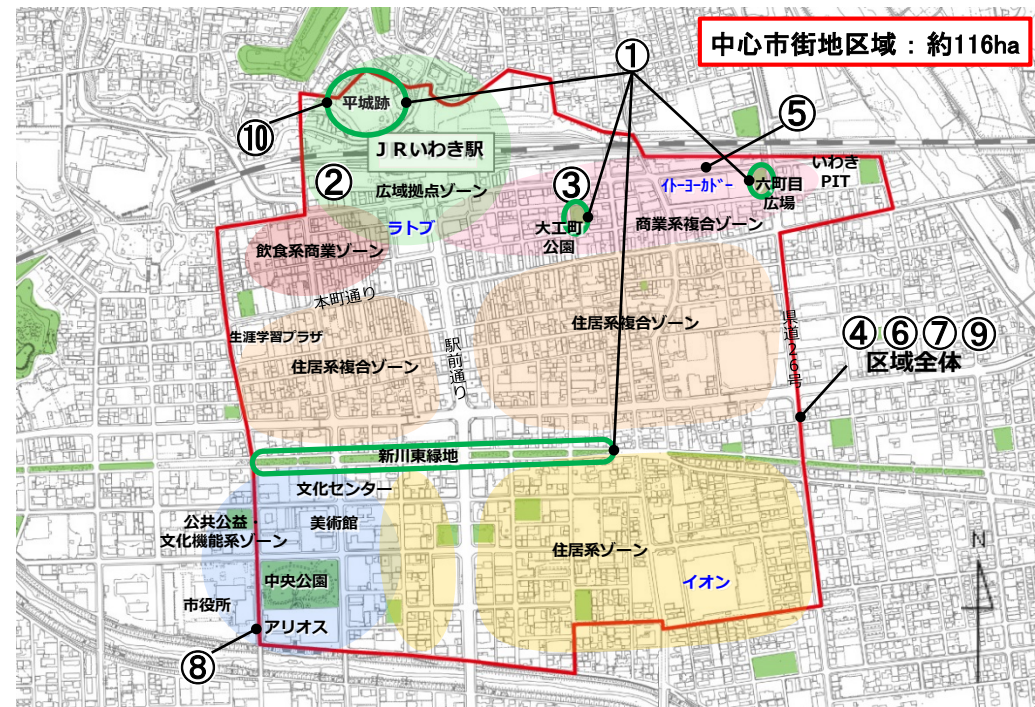 中心市街地区域：約116ha
①
平城跡
⑩
⑤
JRいわき駅
いわき
PIT
②
③
広域拠点ゾーン
イトーヨーカドー
六町目
広場
ラトブ
大工町
公園
商業系複合ゾーン
飲食系商業ゾーン
本町通り
生涯学習プラザ
住居系複合ゾーン
住居系複合ゾーン
駅前通り
県道26号
④⑥⑦⑨
区域全体
新川東緑地
文化センター
公共公益・
文化機能系ゾーン
美術館
住居系ゾーン
N
中央公園
イオン
市役所
アリオス
⑧